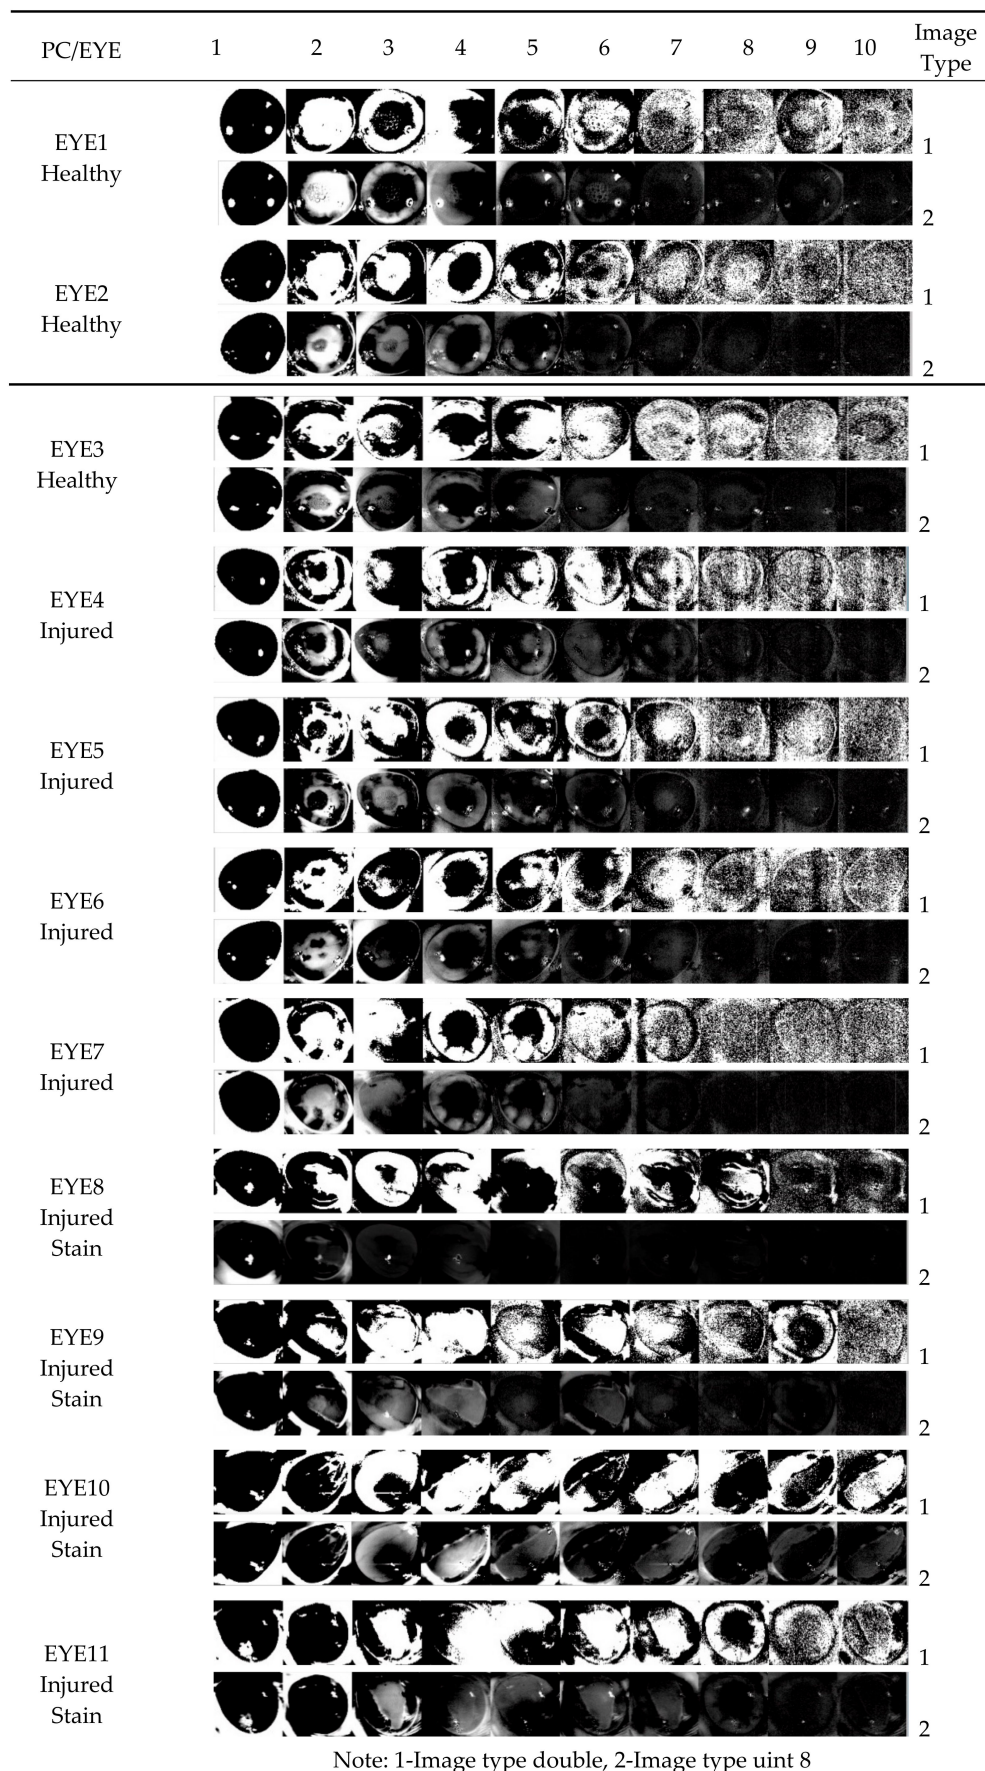 PC/EYE 1 2 3 4 5 6 7 8 9 10 Image
Type
EYE1
Healthy
1
2
EYE2
Healthy
1
2
EYE3
Healthy
1
2
EYE4
Injured
1
2
EYE5
Injured
1
2
EYE6
Injured
1
2
EYE7
Injured
1
2
EYE8
Injured
Stain
1
2
EYE9
Injured
Stain
1
2
EYE10
Injured
Stain
1
2
EYE11
Injured
Stain
1
2
Note: 1-Image type double, 2-Image type uint 8